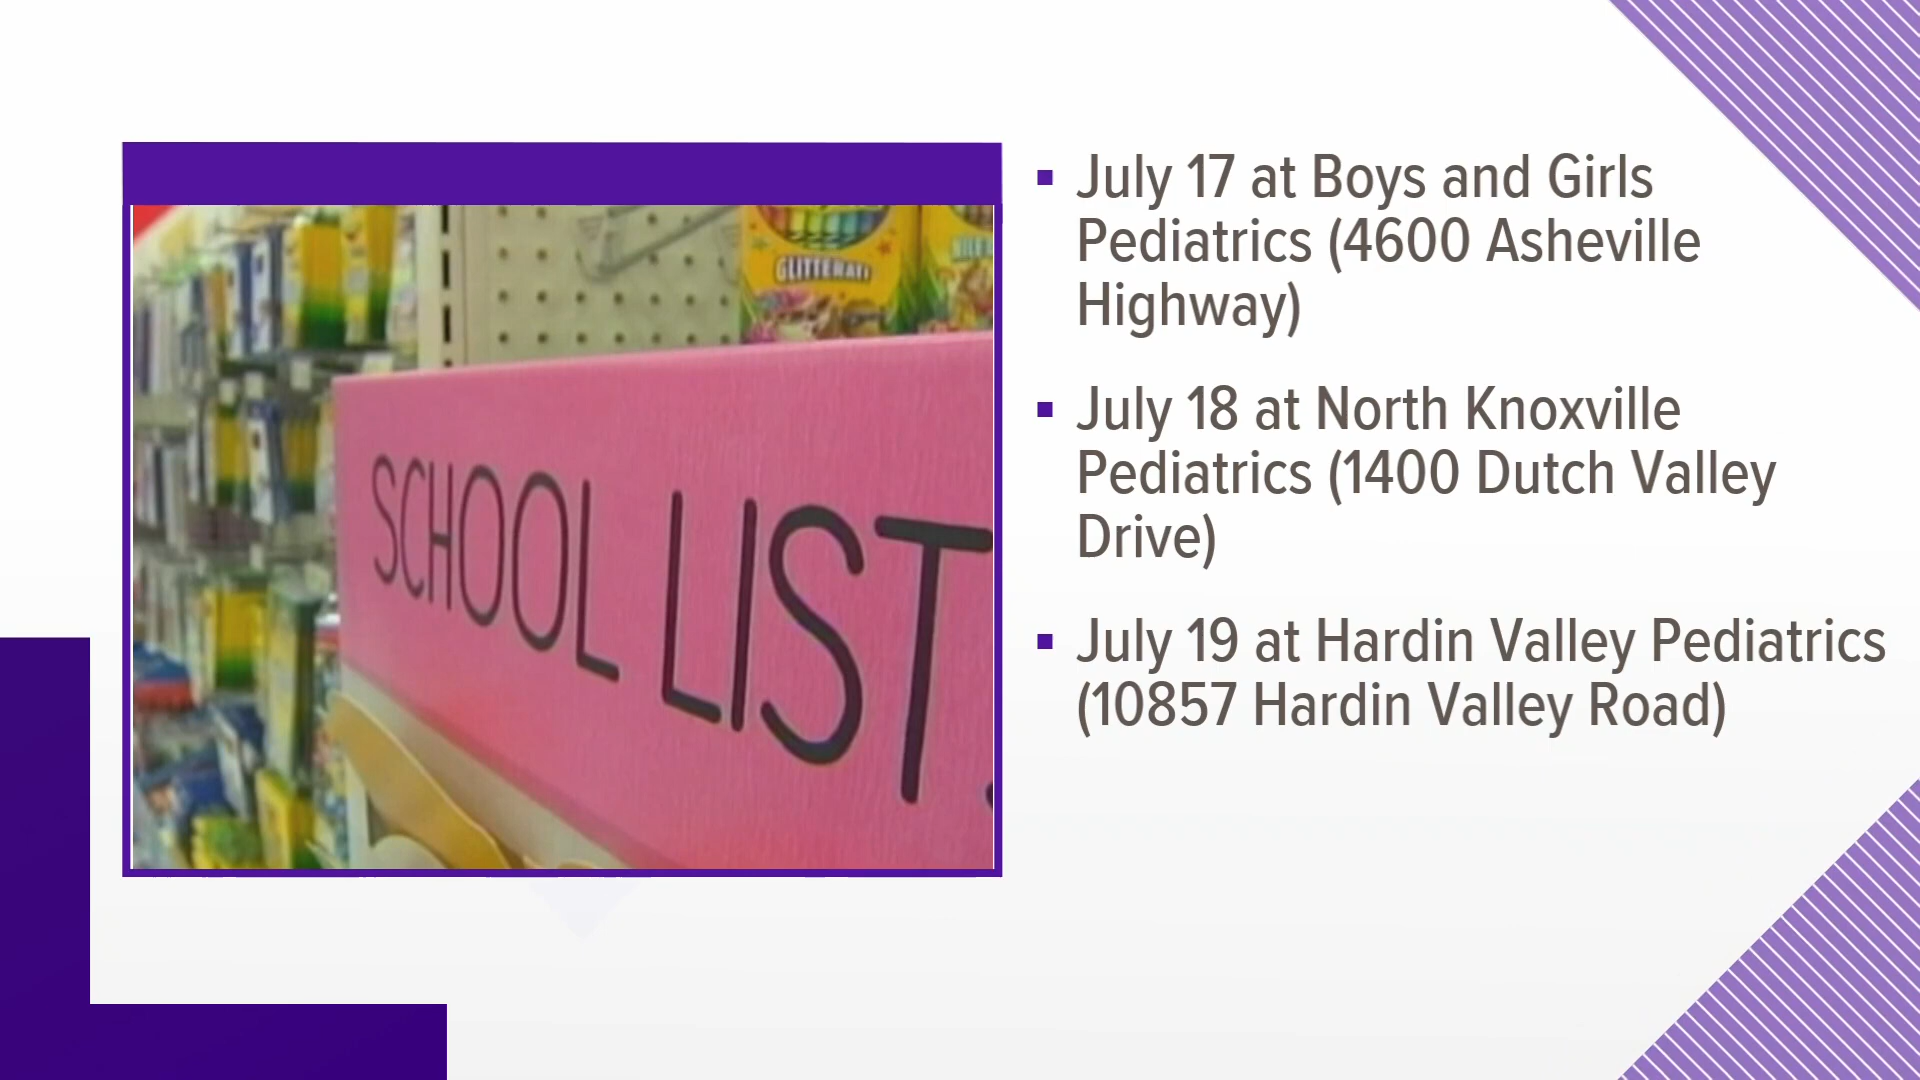 GLITTERATI
SCHOOL LIST
July 17 at Boys and Girls
Pediatrics (4600 Asheville
Highway)
July 18 at North Knoxville
Pediatrics (1400 Dutch Valley
Drive)
July 19 at Hardin Valley Pediatrics
(10857 Hardin Valley Road)